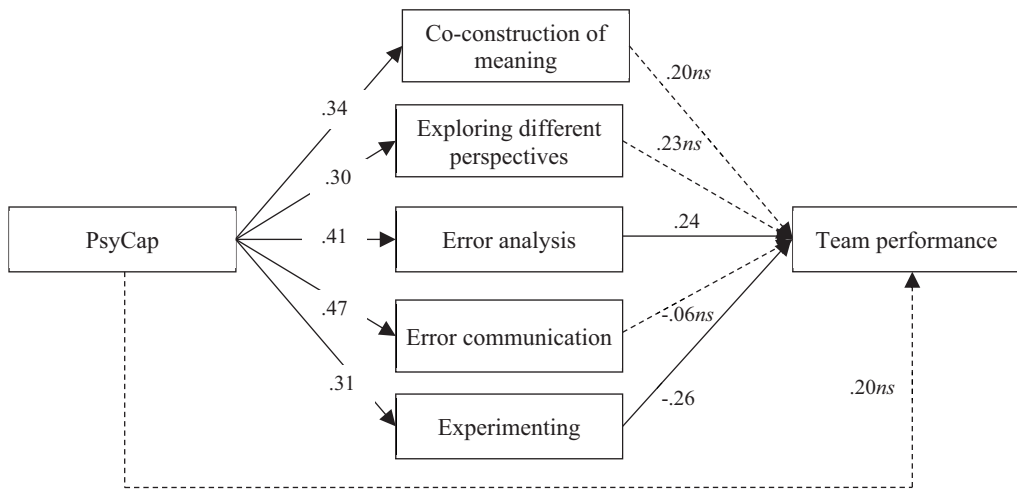 Co-construction of
meaning
.20ns
.34
Exploring different
perspectives
.23ns
.30
PsyCap
.41
Error analysis
.24
Team performance
.47
Error communication
-.06ns
.31
Experimenting
-.26
.20ns